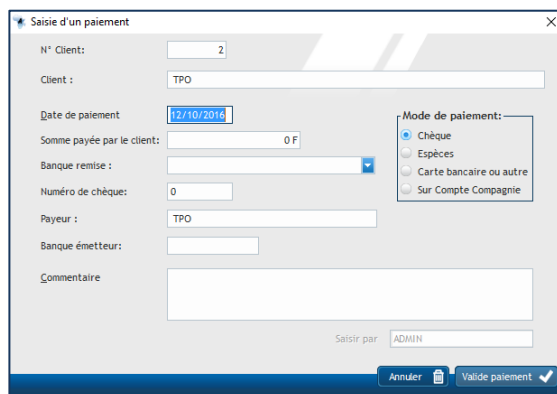 Saisie d'un paiement
N° Client: 2
Client : TPO
Date de paiement 12/10/2016
Mode de paiement:
Chèque
Somme payée par le client: 0 F
Espèces
Banque remise :
Carte bancaire ou autre
Numéro de chèque: 0
Sur Compte Compagnie
Payeur : TPO
Banque émetteur:
Commentaire
Saisir par ADMIN
Annuler Valide paiement